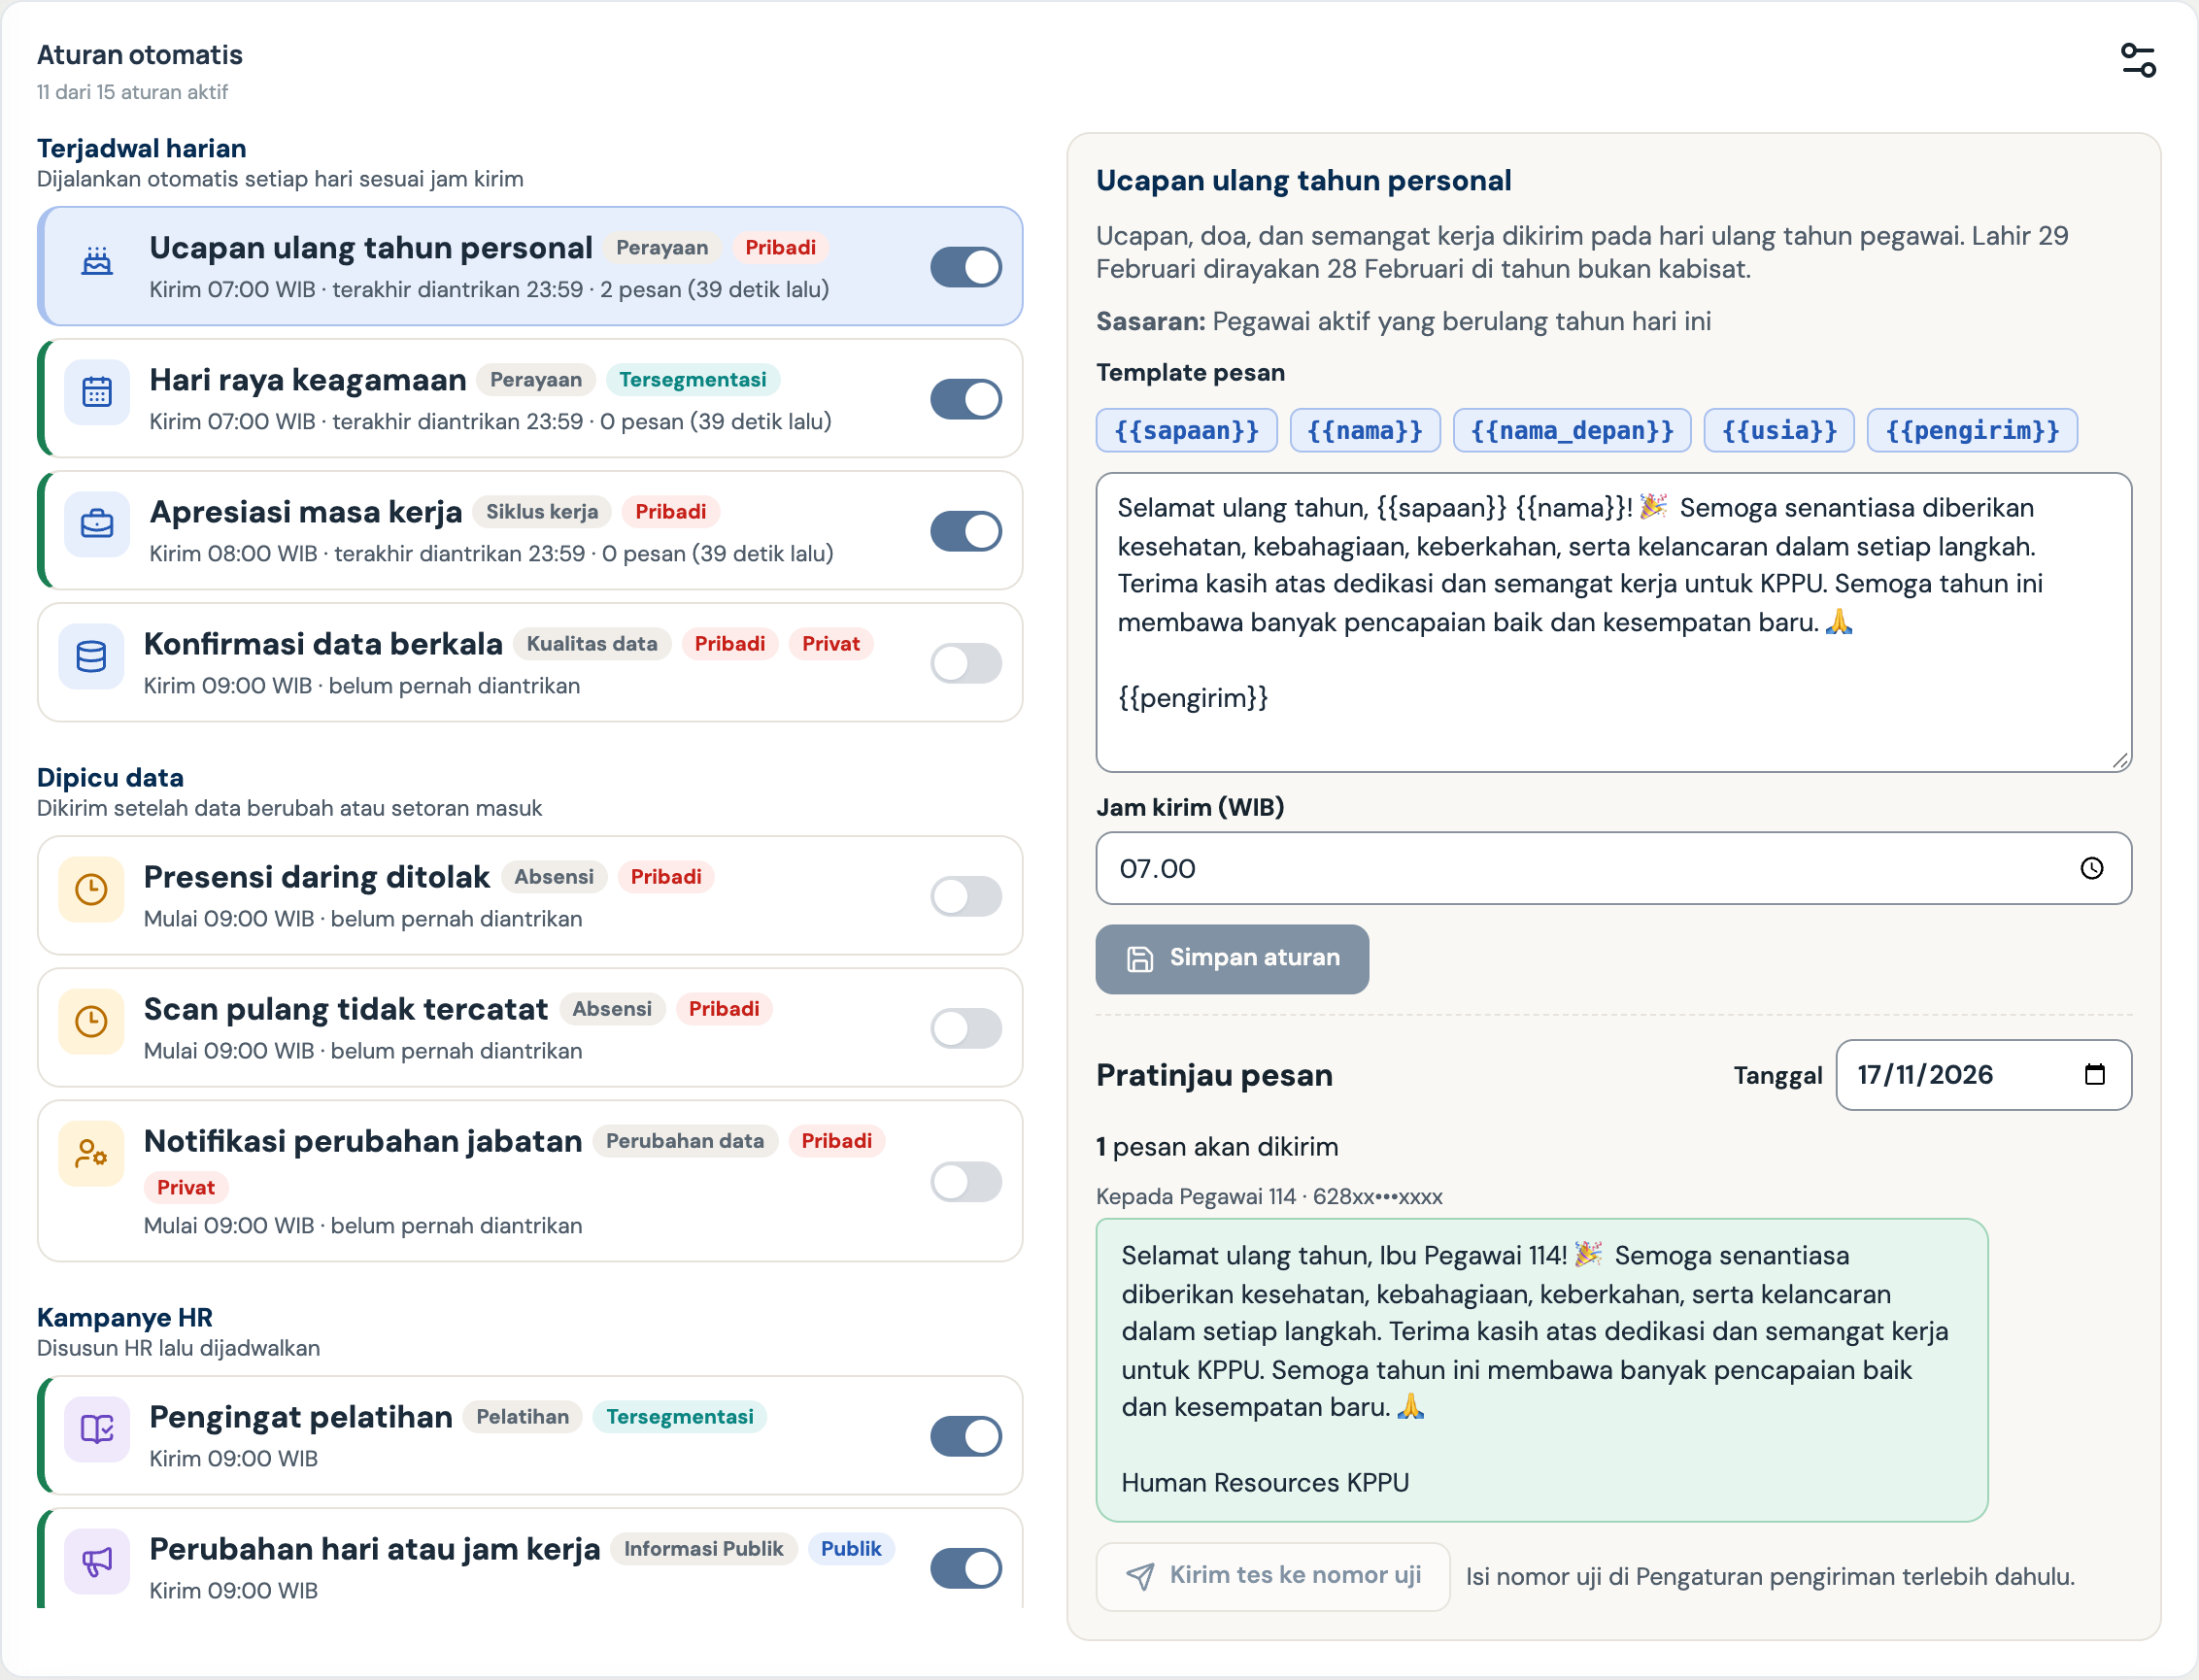 Aturan otomatis
11 dari 15 aturan aktif
Terjadwal harian
Dijalankan otomatis setiap hari sesuai jam kirim
Ucapan ulang tahun personal Perayaan Pribadi
Kirim 07:00 WIB · terakhir diantrikan 23:59 · 2 pesan (39 detik lalu)
Hari raya keagamaan Perayaan Tersegmentasi
Kirim 07:00 WIB · terakhir diantrikan 23:59 · 0 pesan (39 detik lalu)
Apresiasi masa kerja Siklus kerja Pribadi
Kirim 08:00 WIB · terakhir diantrikan 23:59 · 0 pesan (39 detik lalu)
Konfirmasi data berkala Kualitas data Pribadi Privat
Kirim 09:00 WIB · belum pernah diantrikan
Dipicu data
Dikirim setelah data berubah atau setoran masuk
Presensi daring ditolak Absensi Pribadi
Mulai 09:00 WIB · belum pernah diantrikan
Scan pulang tidak tercatat Absensi Pribadi
Mulai 09:00 WIB · belum pernah diantrikan
Notifikasi perubahan jabatan Perubahan data Pribadi
Privat
Mulai 09:00 WIB · belum pernah diantrikan
Kampanye HR
Disusun HR lalu dijadwalkan
Pengingat pelatihan Pelatihan Tersegmentasi
Kirim 09:00 WIB
Perubahan hari atau jam kerja Informasi Publik Publik
Kirim 09:00 WIB
Ucapan ulang tahun personal
Ucapan, doa, dan semangat kerja dikirim pada hari ulang tahun pegawai. Lahir 29
Februari dirayakan 28 Februari di tahun bukan kabisat.
Sasaran: Pegawai aktif yang berulang tahun hari ini
Template pesan
{{sapaan}} {{nama}} {{nama_depan}} {{usia}} {{pengirim}}
Selamat ulang tahun, {{sapaan}} {{nama}}! 🎉 Semoga senantiasa diberikan
kesehatan, kebahagiaan, keberkahan, serta kelancaran dalam setiap langkah.
Terima kasih atas dedikasi dan semangat kerja untuk KPPU. Semoga tahun ini
membawa banyak pencapaian baik dan kesempatan baru. 🙏
{{pengirim}}
Jam kirim (WIB)
07.00
Simpan aturan
Pratinjau pesan
Tanggal 17/11/2026
1 pesan akan dikirim
Kepada Pegawai 114 · 628xx•••xxxx
Selamat ulang tahun, Ibu Pegawai 114! 🎉 Semoga senantiasa
diberikan kesehatan, kebahagiaan, keberkahan, serta kelancaran
dalam setiap langkah. Terima kasih atas dedikasi dan semangat kerja
untuk KPPU. Semoga tahun ini membawa banyak pencapaian baik
dan kesempatan baru. 🙏
Human Resources KPPU
Kirim tes ke nomor uji
Isi nomor uji di Pengaturan pengiriman terlebih dahulu.